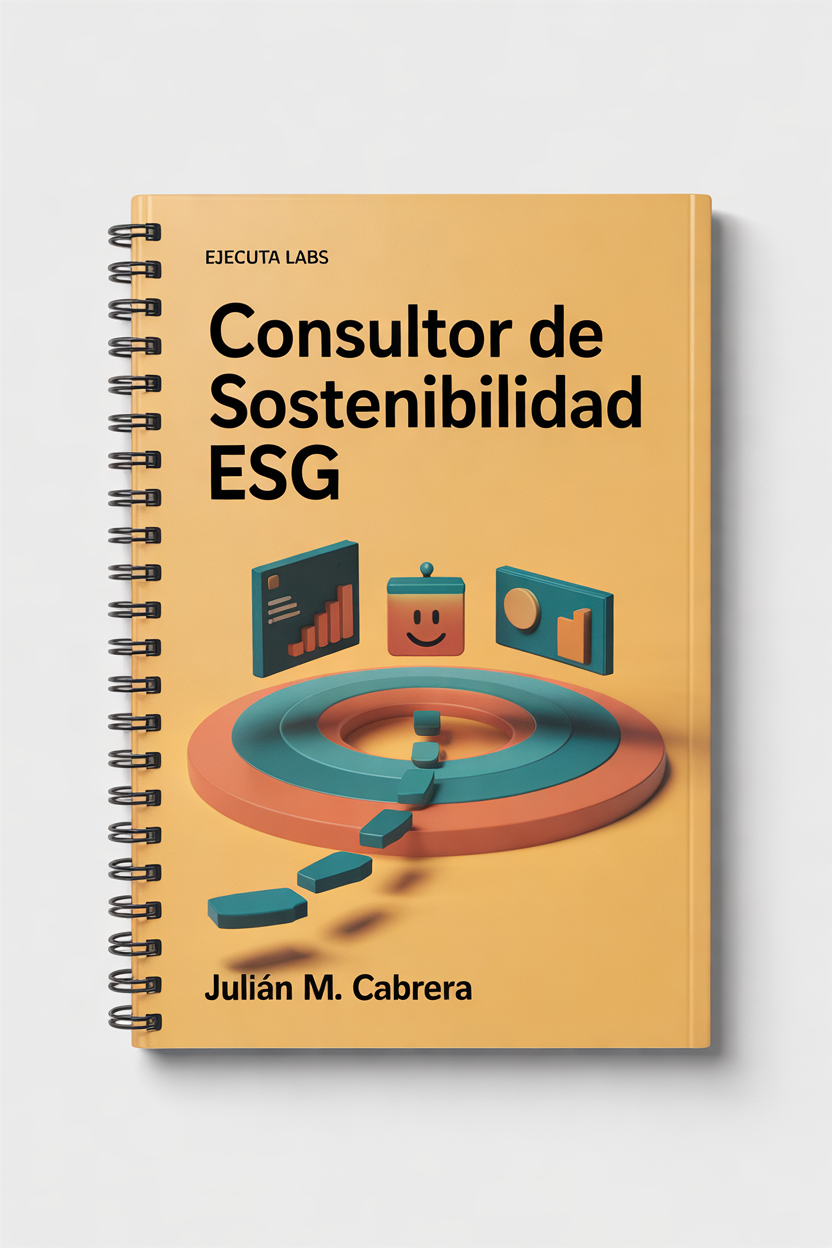 EJECUTA LABS
Consultor de
Sostenibilidad
ESG
Julián M. Cabrera